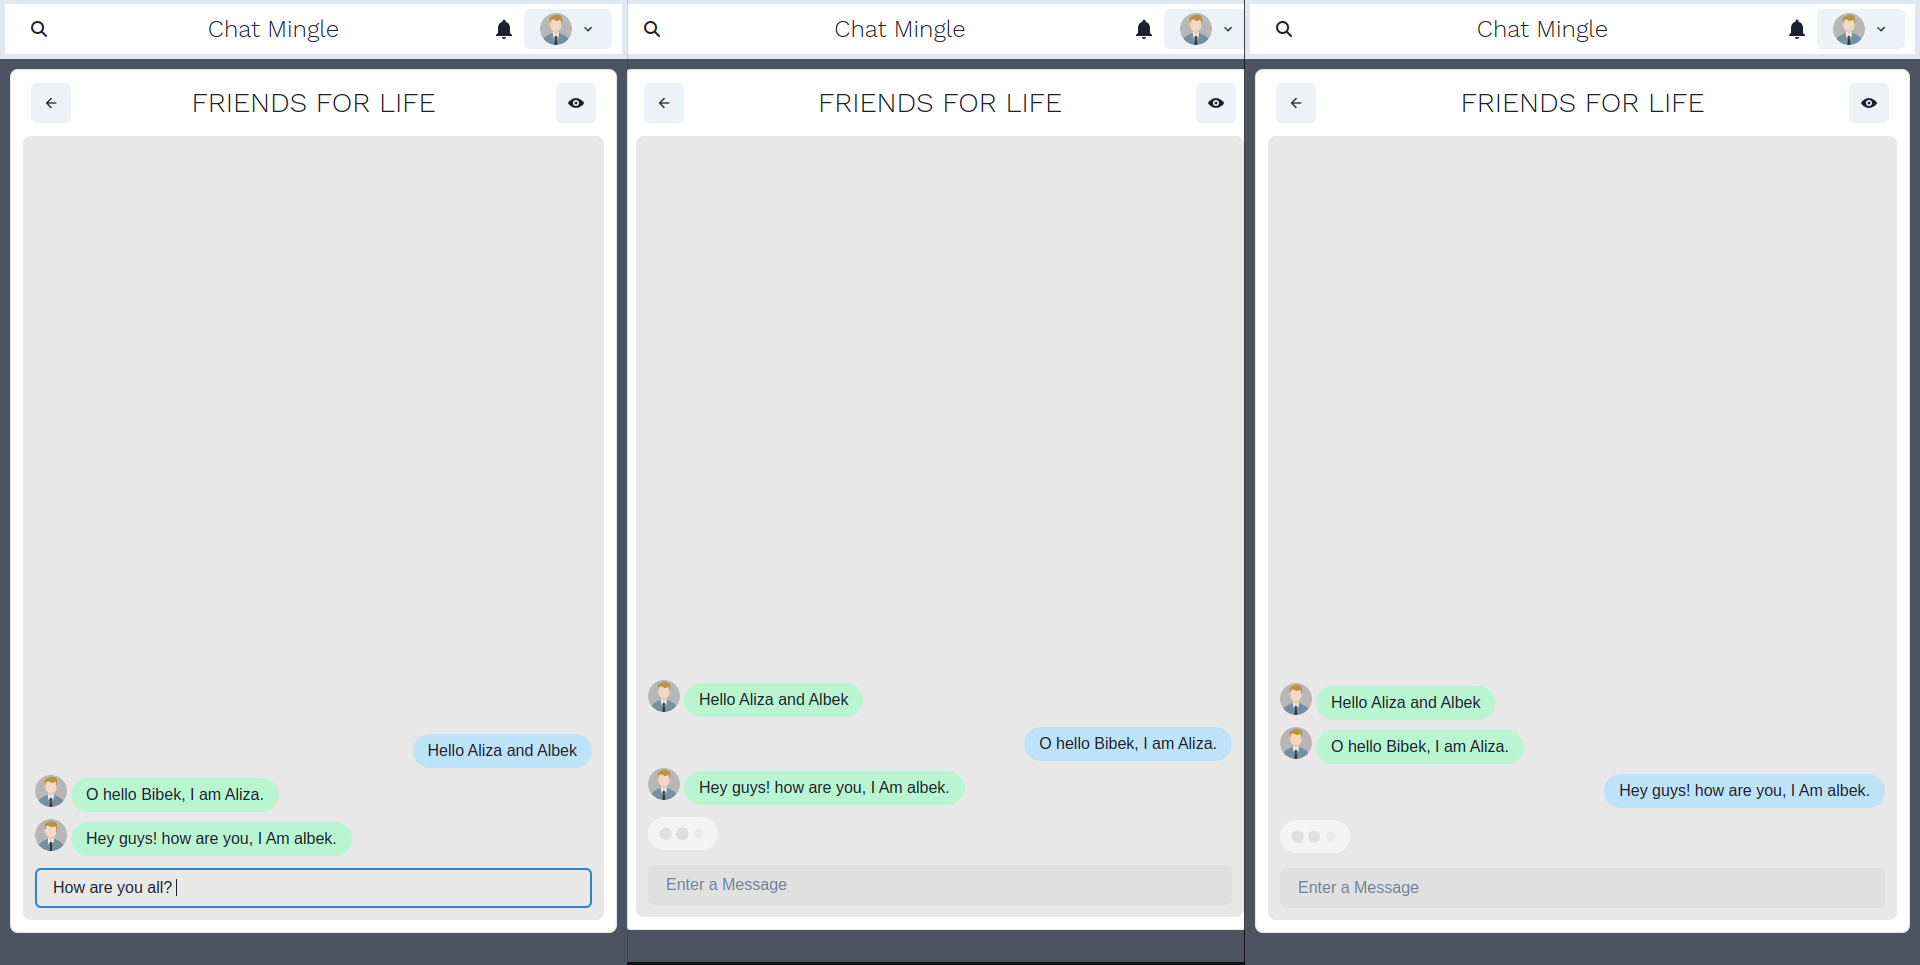 Chat Mingle
FRIENDS FOR LIFE
Hello Aliza and Albek
O hello Bibek, I am Aliza.
Hey guys! how are you, I Am albek.
How are you all?
Chat Mingle
FRIENDS FOR LIFE
Hello Aliza and Albek
O hello Bibek, I am Aliza.
Hey guys! how are you, I Am albek.
Enter a Message
Chat Mingle
FRIENDS FOR LIFE
Hello Aliza and Albek
O hello Bibek, I am Aliza.
Hey guys! how are you, I Am albek.
Enter a Message